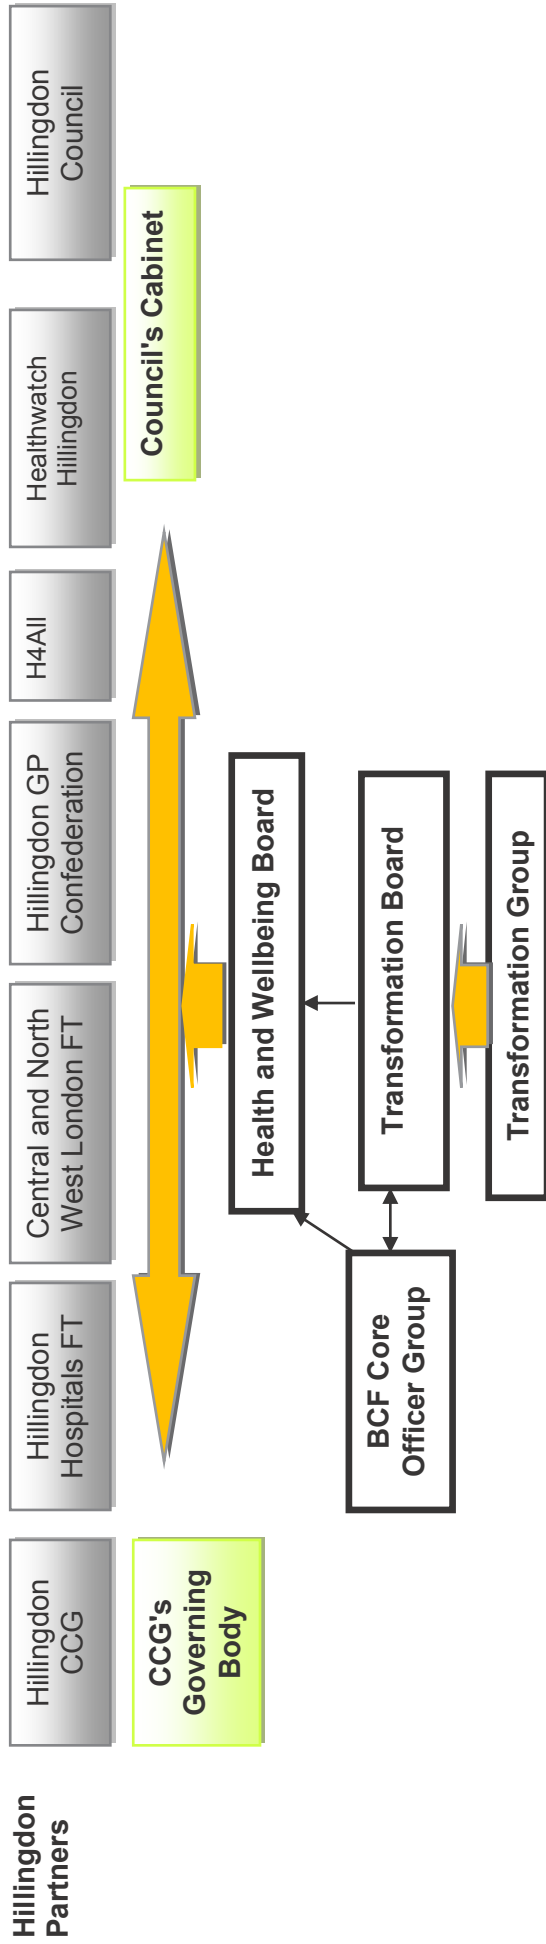 Hillingdon
Partners
Hillingdon
CCG
Hillingdon
Hospitals FT
Central and North
West London FT
Hillingdon GP
Confederation
H4All
Healthwatch
Hillingdon
Hillingdon
Council
CCG's
Governing
Body
Council's Cabinet
Health and Wellbeing Board
BCF Core
Officer Group
Transformation Board
Transformation Group